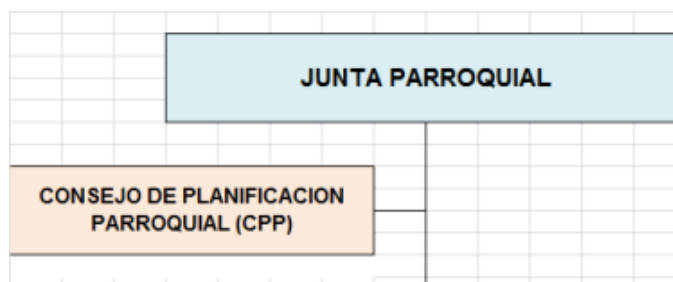 JUNTA PARROQUIAL
CONSEJO DE PLANIFICACION
PARROQUIAL (CPP)